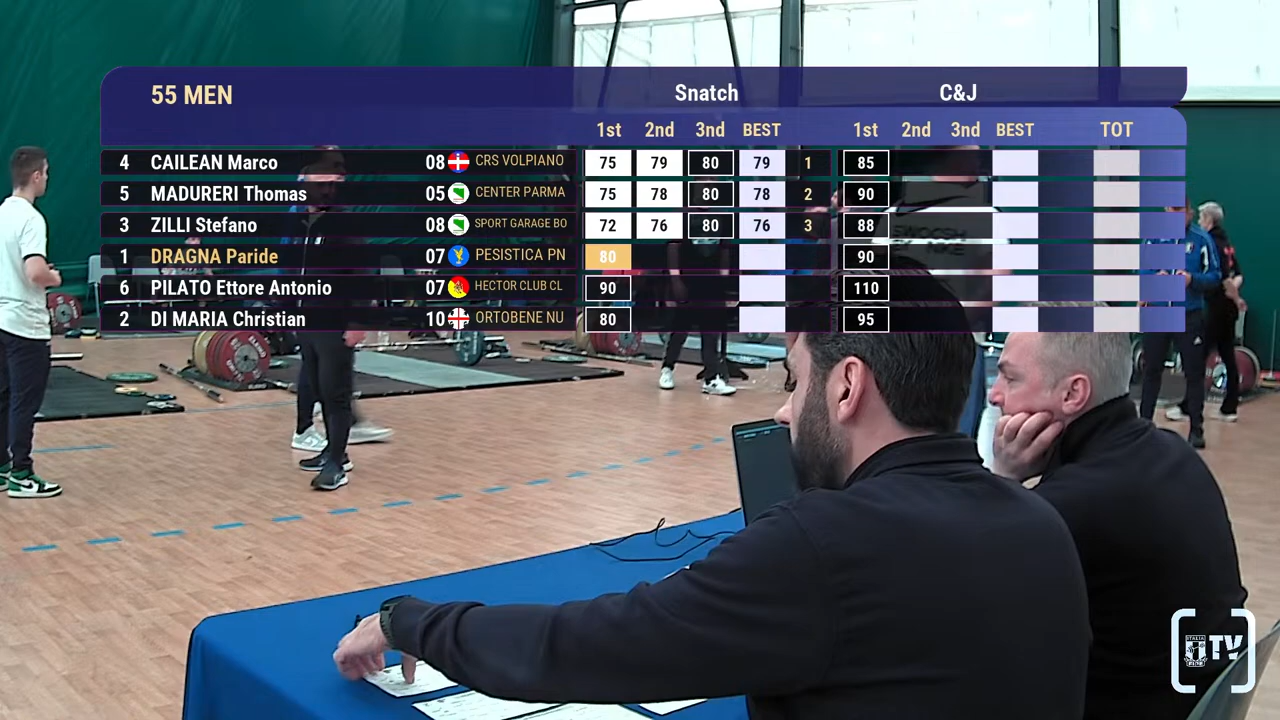 55 MEN Snatch C&J
1st 2nd 3nd BEST 1st 2nd 3nd BEST TOT
4 CAILEAN Marco 08 CRS VOLPIANO 75 79 80 79 1 85
5 MADURERI Thomas 05 CENTER PARMA 75 78 80 78 2 90
3 ZILLI Stefano 08 SPORT GARAGE BO 72 76 80 76 3 88
1 DRAGNA Paride 07 PESISTICA PN 80 90
6 PILATO Ettore Antonio 07 HECTOR CLUB CL 90 110
2 DI MARIA Christian 10 ORTOBENE NU 80 95
ITALIA
TV